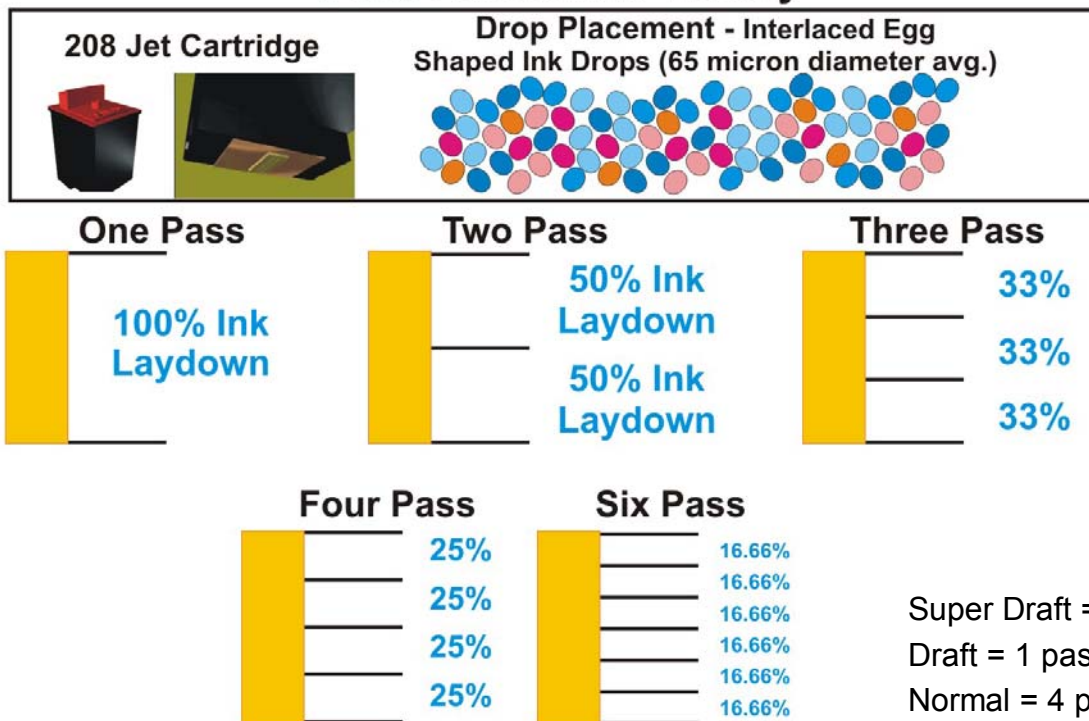 208 Jet Cartridge
Drop Placement - Interlaced Egg
Shaped Ink Drops (65 micron diameter avg.)
One Pass
Two Pass
Three Pass
100% Ink
Laydown
50% Ink
Laydown
50% Ink
Laydown
33%
33%
33%
Four Pass
Six Pass
25%
25%
25%
25%
16.66%
16.66%
16.66%
16.66%
16.66%
16.66%
Super Draft =
Draft = 1 pas
Normal = 4 p